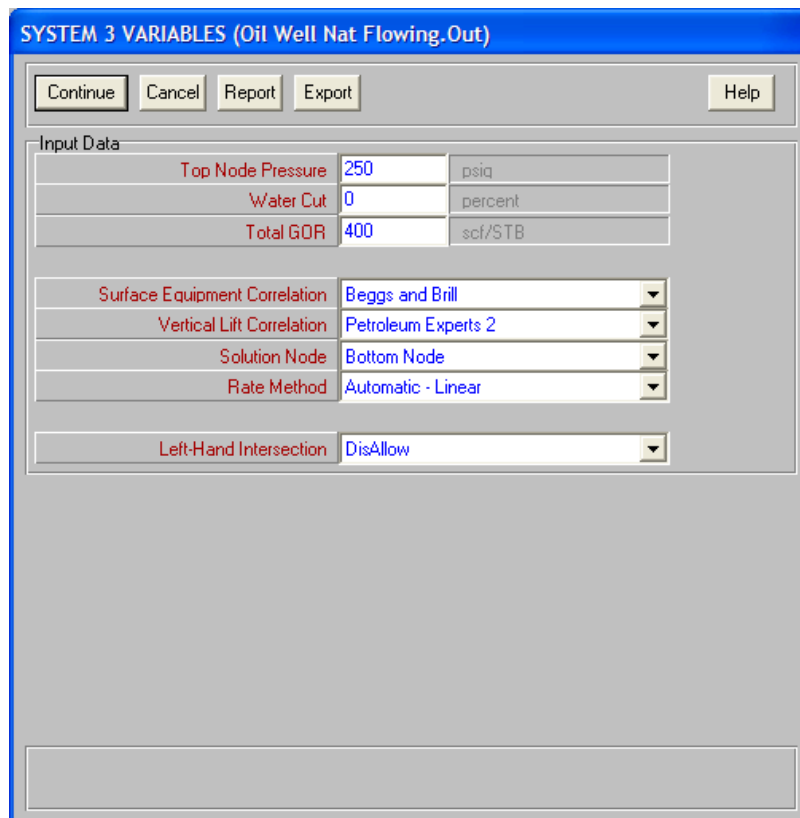 SYSTEM 3 VARIABLES (Oil Well Nat Flowing.Out)
Continue Cancel Report Export Help
Input Data
Top Node Pressure 250 psig
Water Cut 0 percent
Total GOR 400 scf/STB
Surface Equipment Correlation Beggs and Brill
Vertical Lift Correlation Petroleum Experts 2
Solution Node Bottom Node
Rate Method Automatic - Linear
Left-Hand Intersection DisAllow